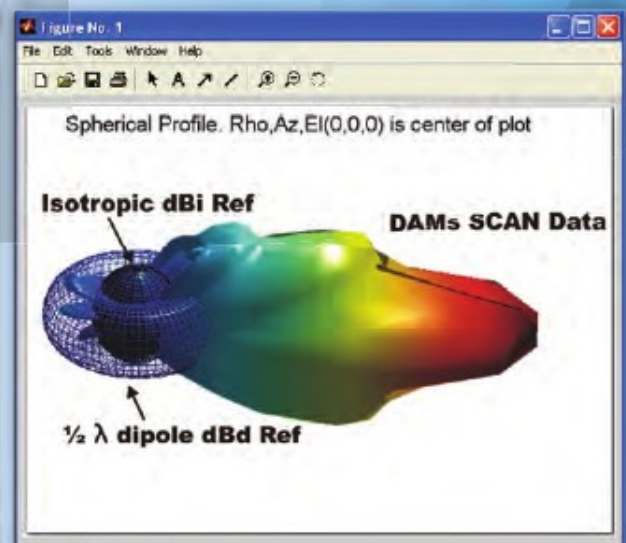 Figure No. 1
File Edit Tools Window Help
A
Spherical Profile. Rho,Az,El(0,0,0) is center of plot
Isotropic dBi Ref
DAMs SCAN Data
½ λ dipole dBd Ref